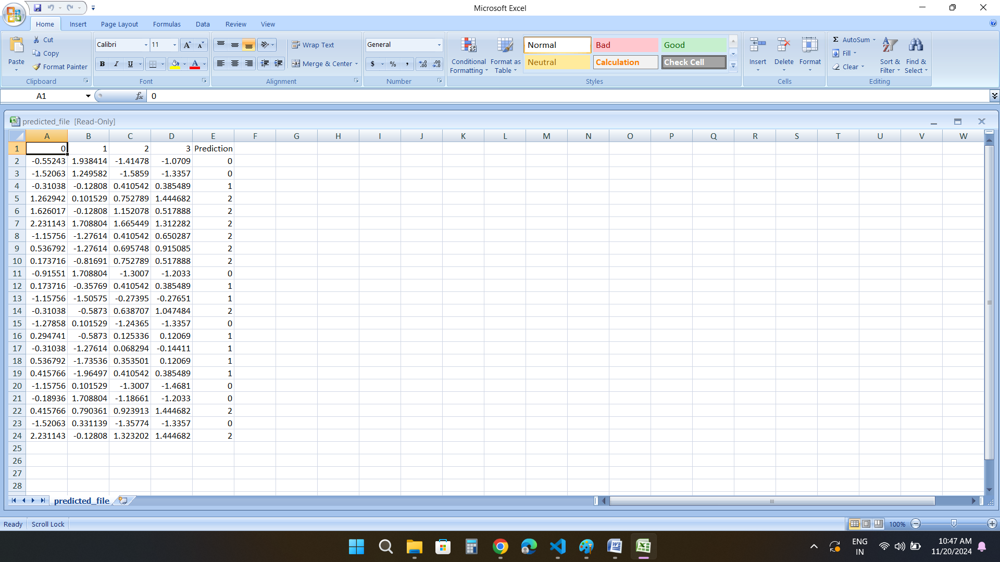 Microsoft Excel
Home Insert Page Layout Formulas Data Review View
Paste
Cut
Copy
Format Painter
Clipboard
Calibri 11
B I U A
Font
Wrap Text
Merge & Center
Alignment
General
$ % , .00
Number
Conditional Formatting
Format as Table
Normal Bad Good
Neutral Calculation Check Cell
Styles
Insert Delete Format
Cells
Σ AutoSum
Fill
Clear
Sort & Filter
Find & Select
Editing
A1 fx 0
predicted_file [Read-Only]
A B C D E F G H I J K L M N O P Q R S T U V W
1 0 1 2 3 Prediction
2 -0.55243 1.938414 -1.41478 -1.0709 0
3 -1.52063 1.249582 -1.5859 -1.3357 0
4 -0.31038 -0.12808 0.410542 0.385489 1
5 1.262942 0.101529 0.752789 1.444682 2
6 1.626017 -0.12808 1.152078 0.517888 2
7 2.231143 1.708804 1.665449 1.312282 2
8 -1.15756 -1.27614 0.410542 0.650287 2
9 0.536792 -1.27614 0.695748 0.915085 2
10 0.173716 -0.81691 0.752789 0.517888 2
11 -0.91551 1.708804 -1.3007 -1.2033 0
12 0.173716 -0.35769 0.410542 0.385489 1
13 -1.15756 -1.50575 -0.27395 -0.27651 1
14 -0.31038 -0.5873 0.638707 1.047484 2
15 -1.27858 0.101529 -1.24365 -1.3357 0
16 0.294741 -0.5873 0.125336 0.12069 1
17 -0.31038 -1.27614 0.068294 -0.14411 1
18 0.536792 -1.73536 0.353501 0.12069 1
19 0.415766 -1.96497 0.410542 0.385489 1
20 -1.15756 0.101529 -1.3007 -1.4681 0
21 -0.18936 1.708804 -1.18661 -1.2033 0
22 0.415766 0.790361 0.923913 1.444682 2
23 -1.52063 0.331139 -1.35774 -1.3357 0
24 2.231143 -0.12808 1.323202 1.444682 2
25
26
27
28
predicted_file
Ready Scroll Lock 100%
ENG IN
10:47 AM
11/20/2024